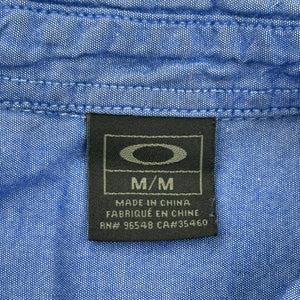 M/M
MADE IN CHINA
FABRIQUÉ EN CHINE
RN# 96548 CA#35460